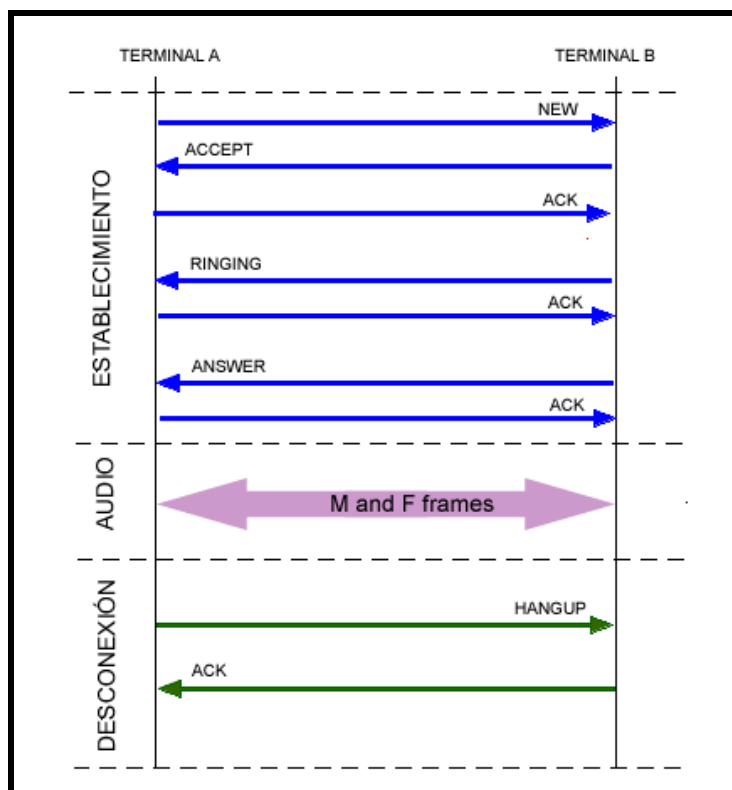 TERMINAL A
TERMINAL B
ESTABLECIMIENTO
NEW
ACCEPT
ACK
RINGING
ACK
ANSWER
ACK
AUDIO
M and F frames
DESCONEXIÓN
HANGUP
ACK